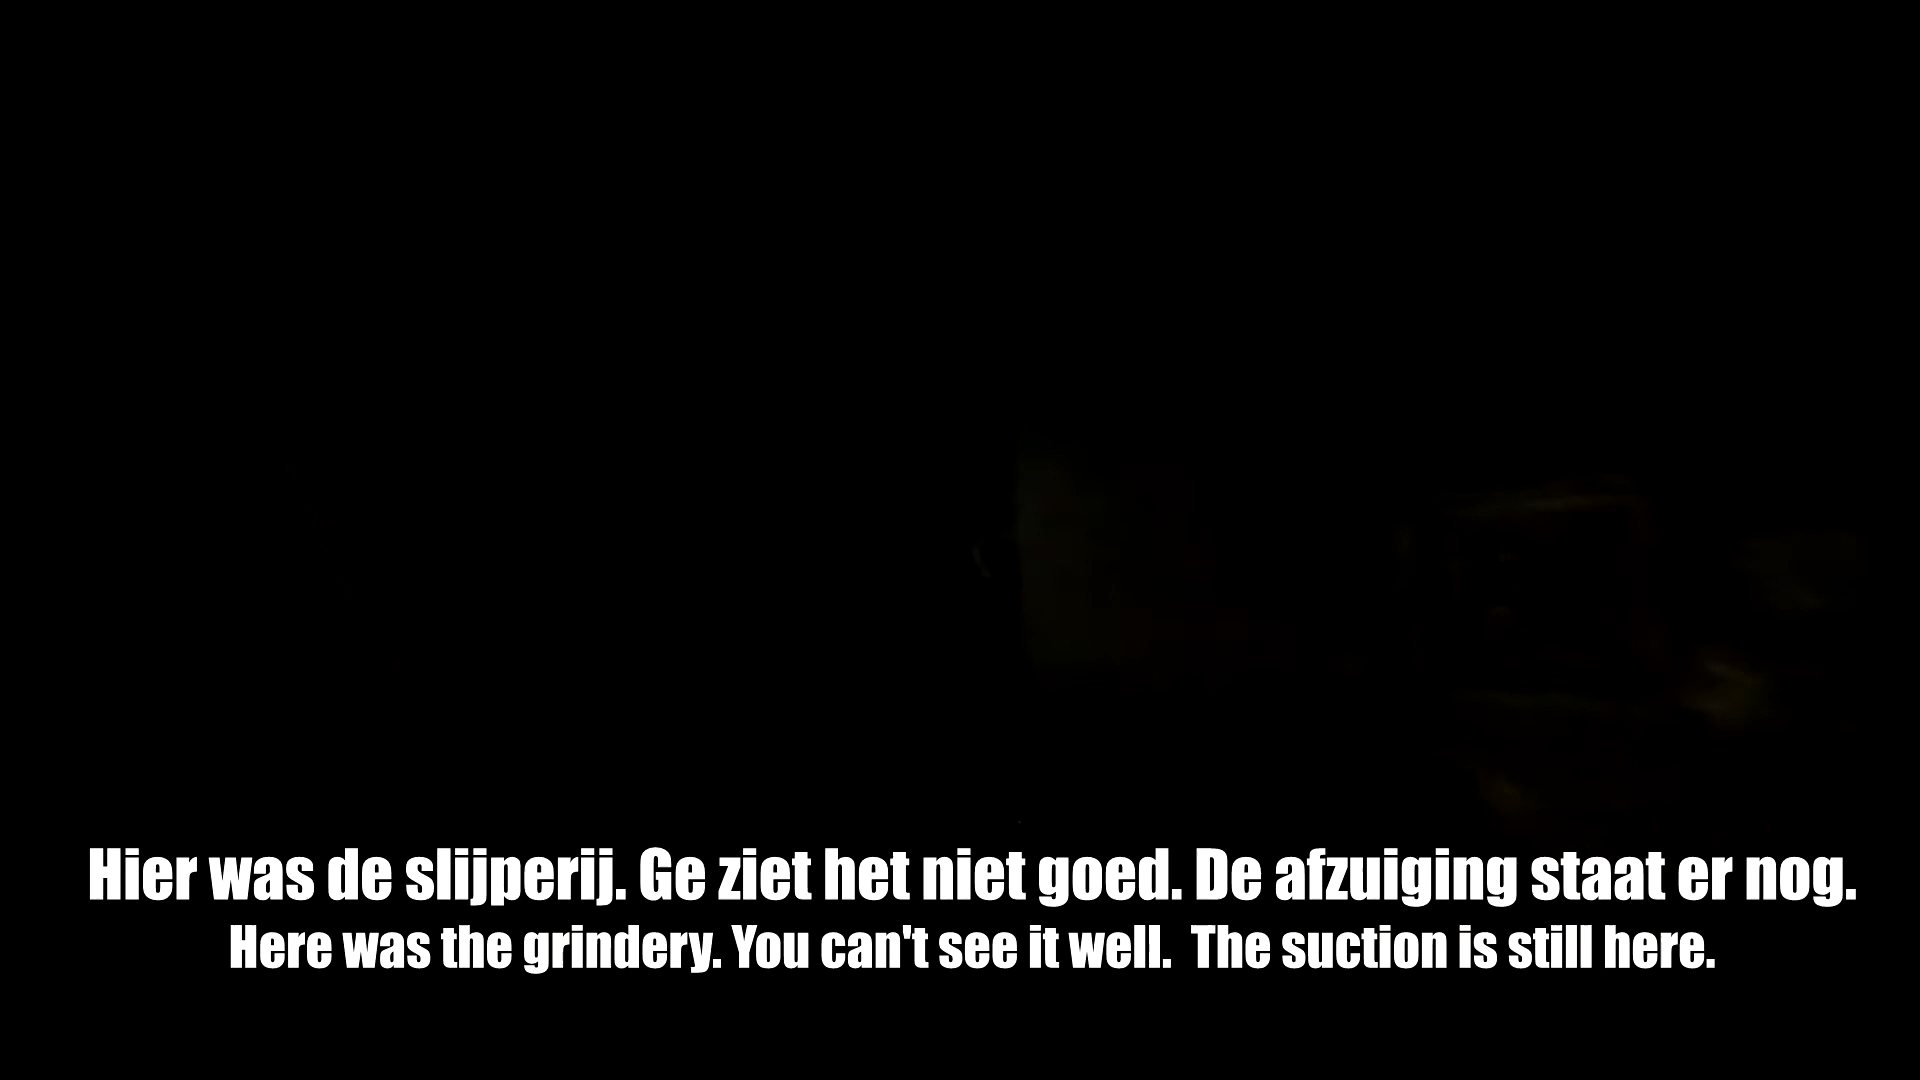 Hier was de slijperij. Ge ziet het niet goed. De afzuiging staat er nog.
Here was the grindery. You can't see it well.  The suction is still here.